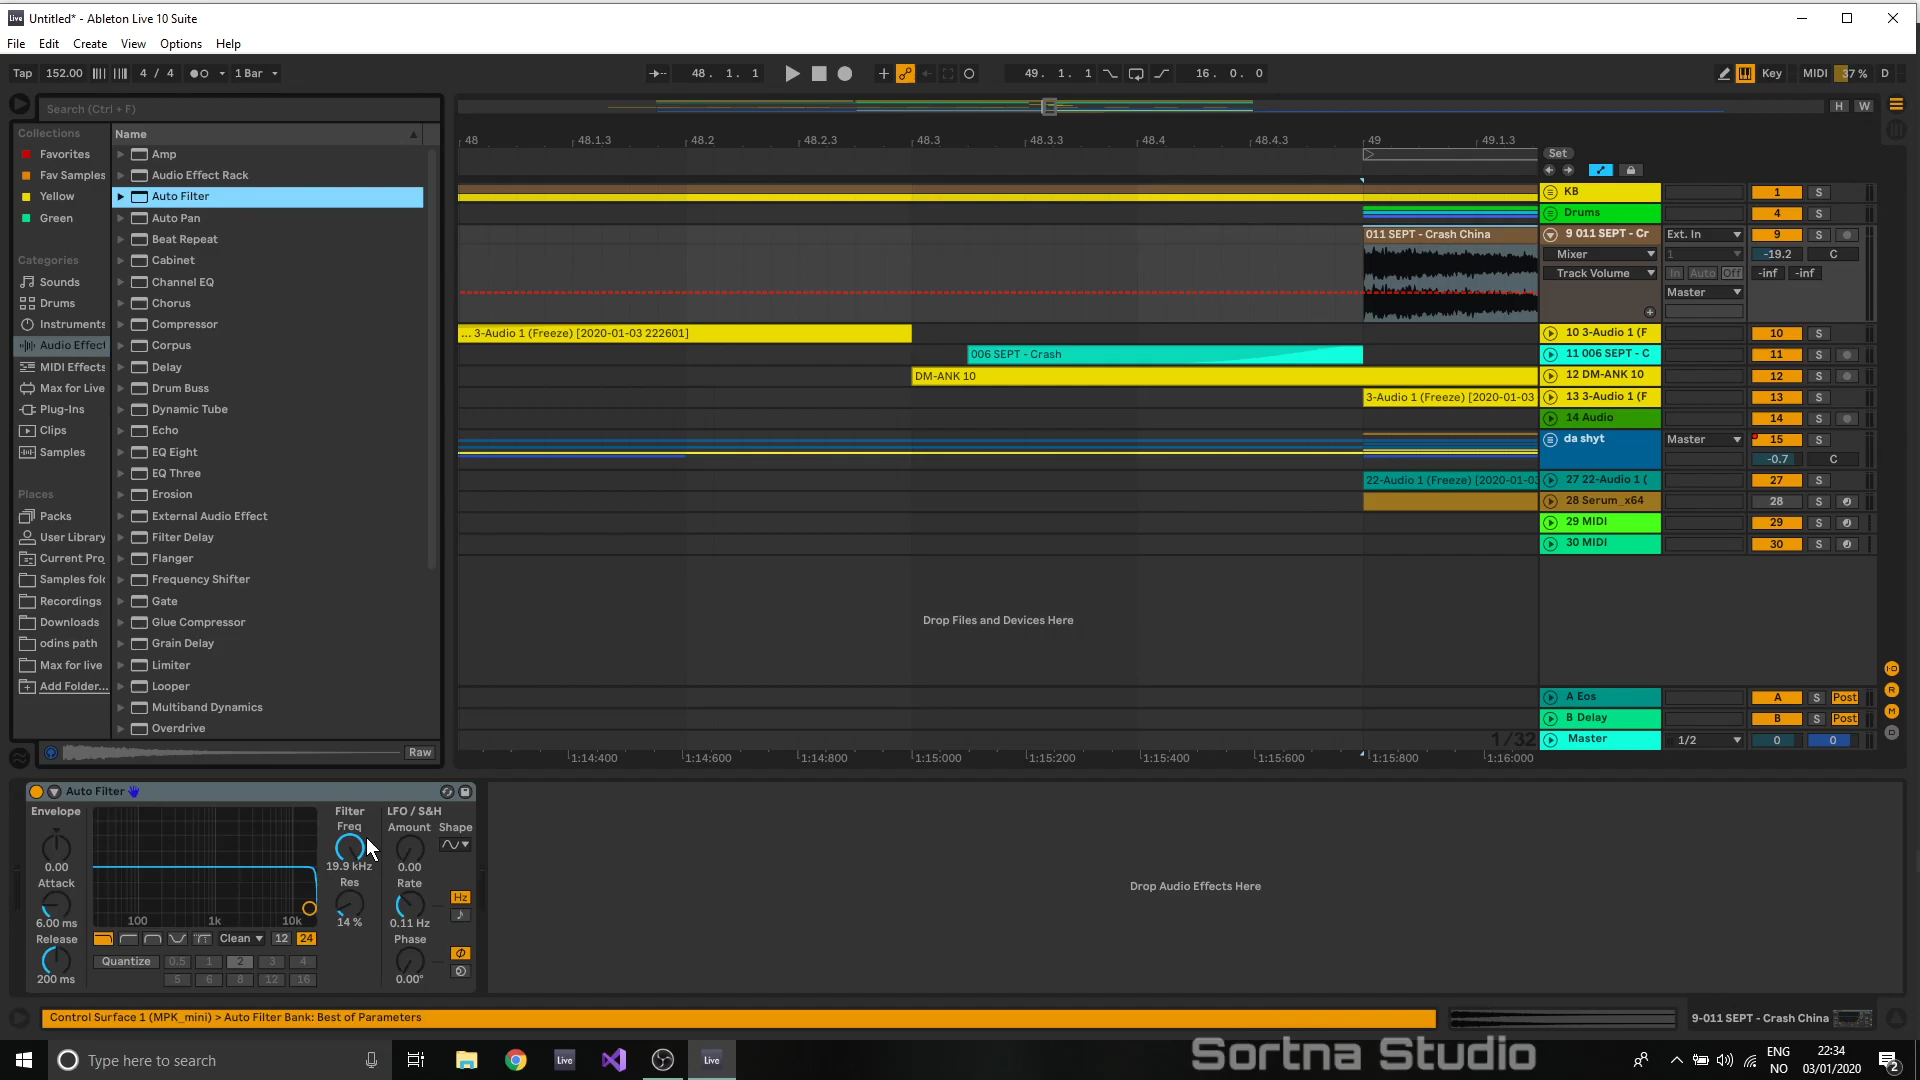 Untitled* - Ableton Live 10 Suite
File Edit Create View Options Help
Tap 152.00 4 / 4 1 Bar 48. 1. 1 49. 1. 1 16. 0. 0 Key MIDI 37 % D
Search (Ctrl + F)
H W
Collections
Favorites
Fav Samples
Yellow
Green
Categories
Sounds
Drums
Instruments
Audio Effect
MIDI Effects
Max for Live
Plug-Ins
Clips
Samples
Places
Packs
User Library
Current Pro
Samples fol
Recordings
Downloads
odins path
Max for live
Add Folder...
Name
Amp
Audio Effect Rack
Auto Filter
Auto Pan
Beat Repeat
Cabinet
Channel EQ
Chorus
Compressor
Corpus
Delay
Drum Buss
Dynamic Tube
Echo
EQ Eight
EQ Three
Erosion
External Audio Effect
Filter Delay
Flanger
Frequency Shifter
Gate
Glue Compressor
Grain Delay
Limiter
Looper
Multiband Dynamics
Overdrive
Raw
48 48.1.3 48.2 48.2.3 48.3 48.3.3 48.4 48.4.3 49 49.1.3
Set
KB 1 S
Drums 4 S
011 SEPT - Crash China 9 011 SEPT - Cr Ext. In 9 S
Mixer 1 -19.2 C
Track Volume In Auto Off -inf -inf
Master
... 3-Audio 1 (Freeze) [2020-01-03 222601] 10 3-Audio 1 (F 10 S
006 SEPT - Crash 11 006 SEPT - C 11 S
DM-ANK 10 12 DM-ANK 10 12 S
3-Audio 1 (Freeze) [2020-01-03 13 3-Audio 1 (F 13 S
14 Audio 14 S
da shyt Master 15 S
-0.7 C
22-Audio 1 (Freeze) [2020-01-03 27 22-Audio 1 ( 27 S
28 Serum_x64 28 S
29 MIDI 29 S
30 MIDI 30 S
Drop Files and Devices Here
A Eos A S Post
B Delay B S Post
1/32 Master 1/2 0 0
1:14:400 1:14:600 1:14:800 1:15:000 1:15:200 1:15:400 1:15:600 1:15:800 1:16:000
Auto Filter
Envelope
0.00
Attack
6.00 ms
Release
200 ms
100 1k 10k
Clean 12 24
Quantize 0.5 1 2 3 4
5 6 8 12 16
Filter
Freq
19.9 kHz
Res
14 %
LFO / S&H
Amount Shape
0.00
Rate
Hz
0.11 Hz
Phase
0.00°
Drop Audio Effects Here
Control Surface 1 (MPK_mini) > Auto Filter Bank: Best of Parameters
9-011 SEPT - Crash China
Type here to search
Live
Live
Sortna Studio
ENG
NO
22:34
03/01/2020
2